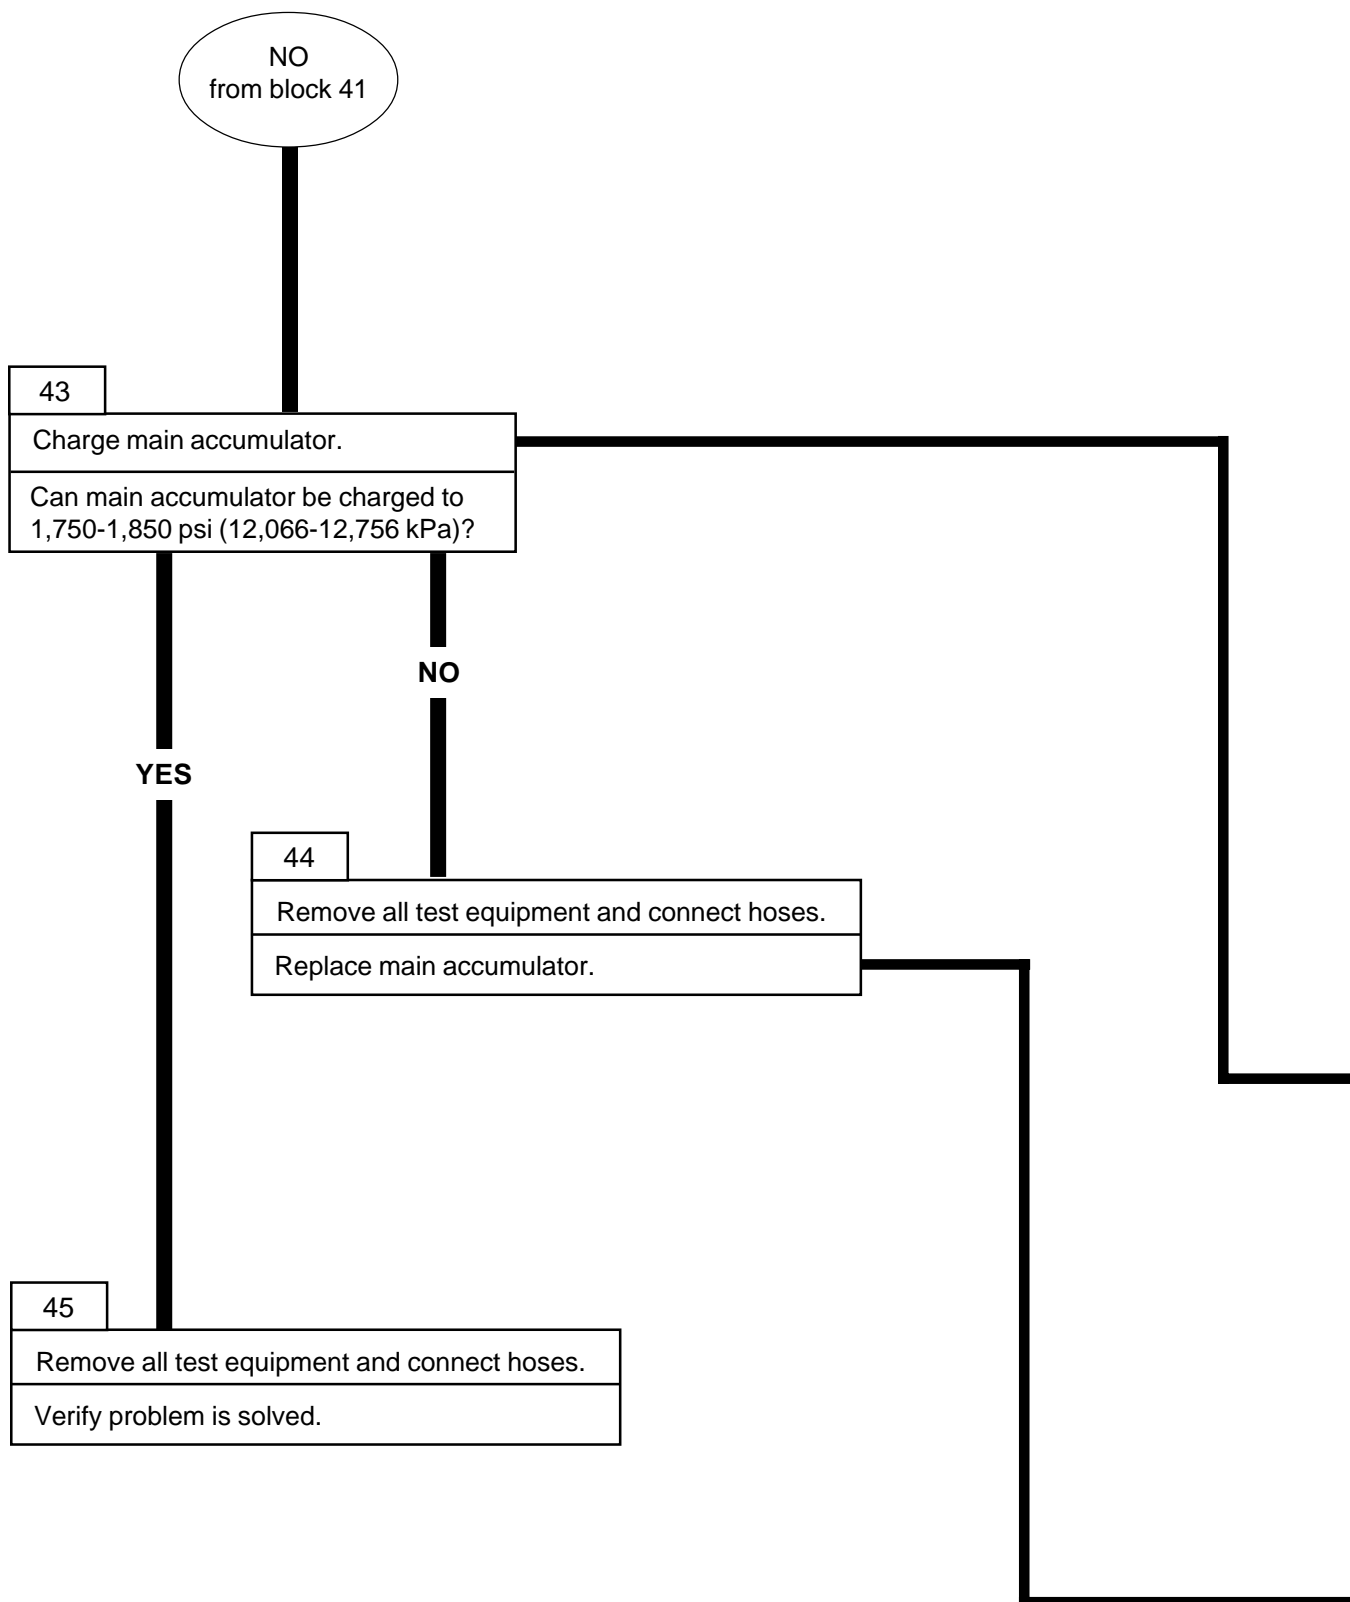 NO
from block 41
43
Charge main accumulator.
Can main accumulator be charged to
1,750-1,850 psi (12,066-12,756 kPa)?
NO
YES
44
Remove all test equipment and connect hoses.
Replace main accumulator.
45
Remove all test equipment and connect hoses.
Verify problem is solved.